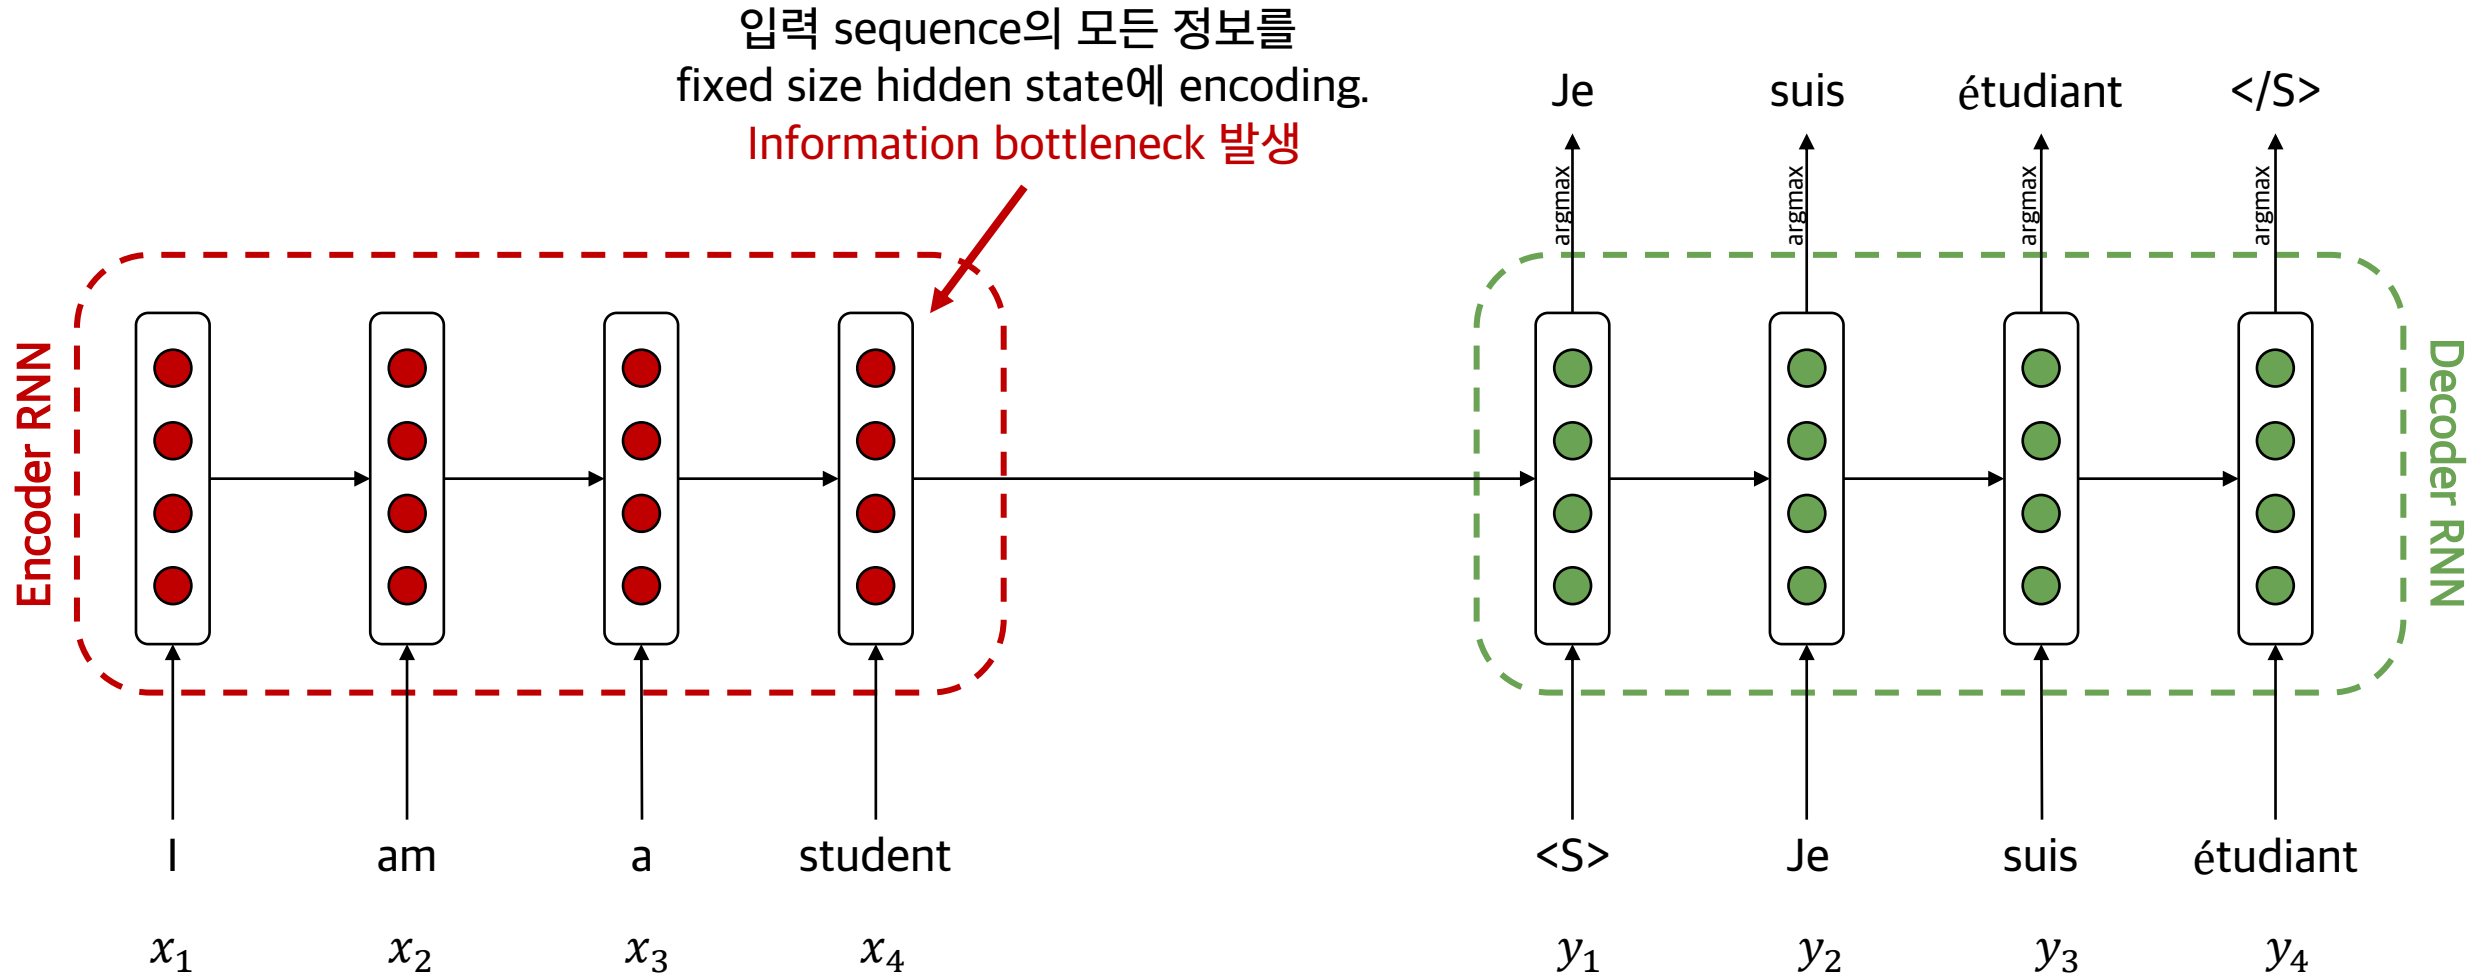 입력 sequence의 모든 정보를
fixed size hidden state에 encoding.
Information bottleneck 발생
Je suis étudiant </S>
argmax argmax argmax argmax
Encoder RNN
Decoder RNN
I am a student <S> Je suis étudiant
x₁ x₂ x₃ x₄ y₁ y₂ y₃ y₄